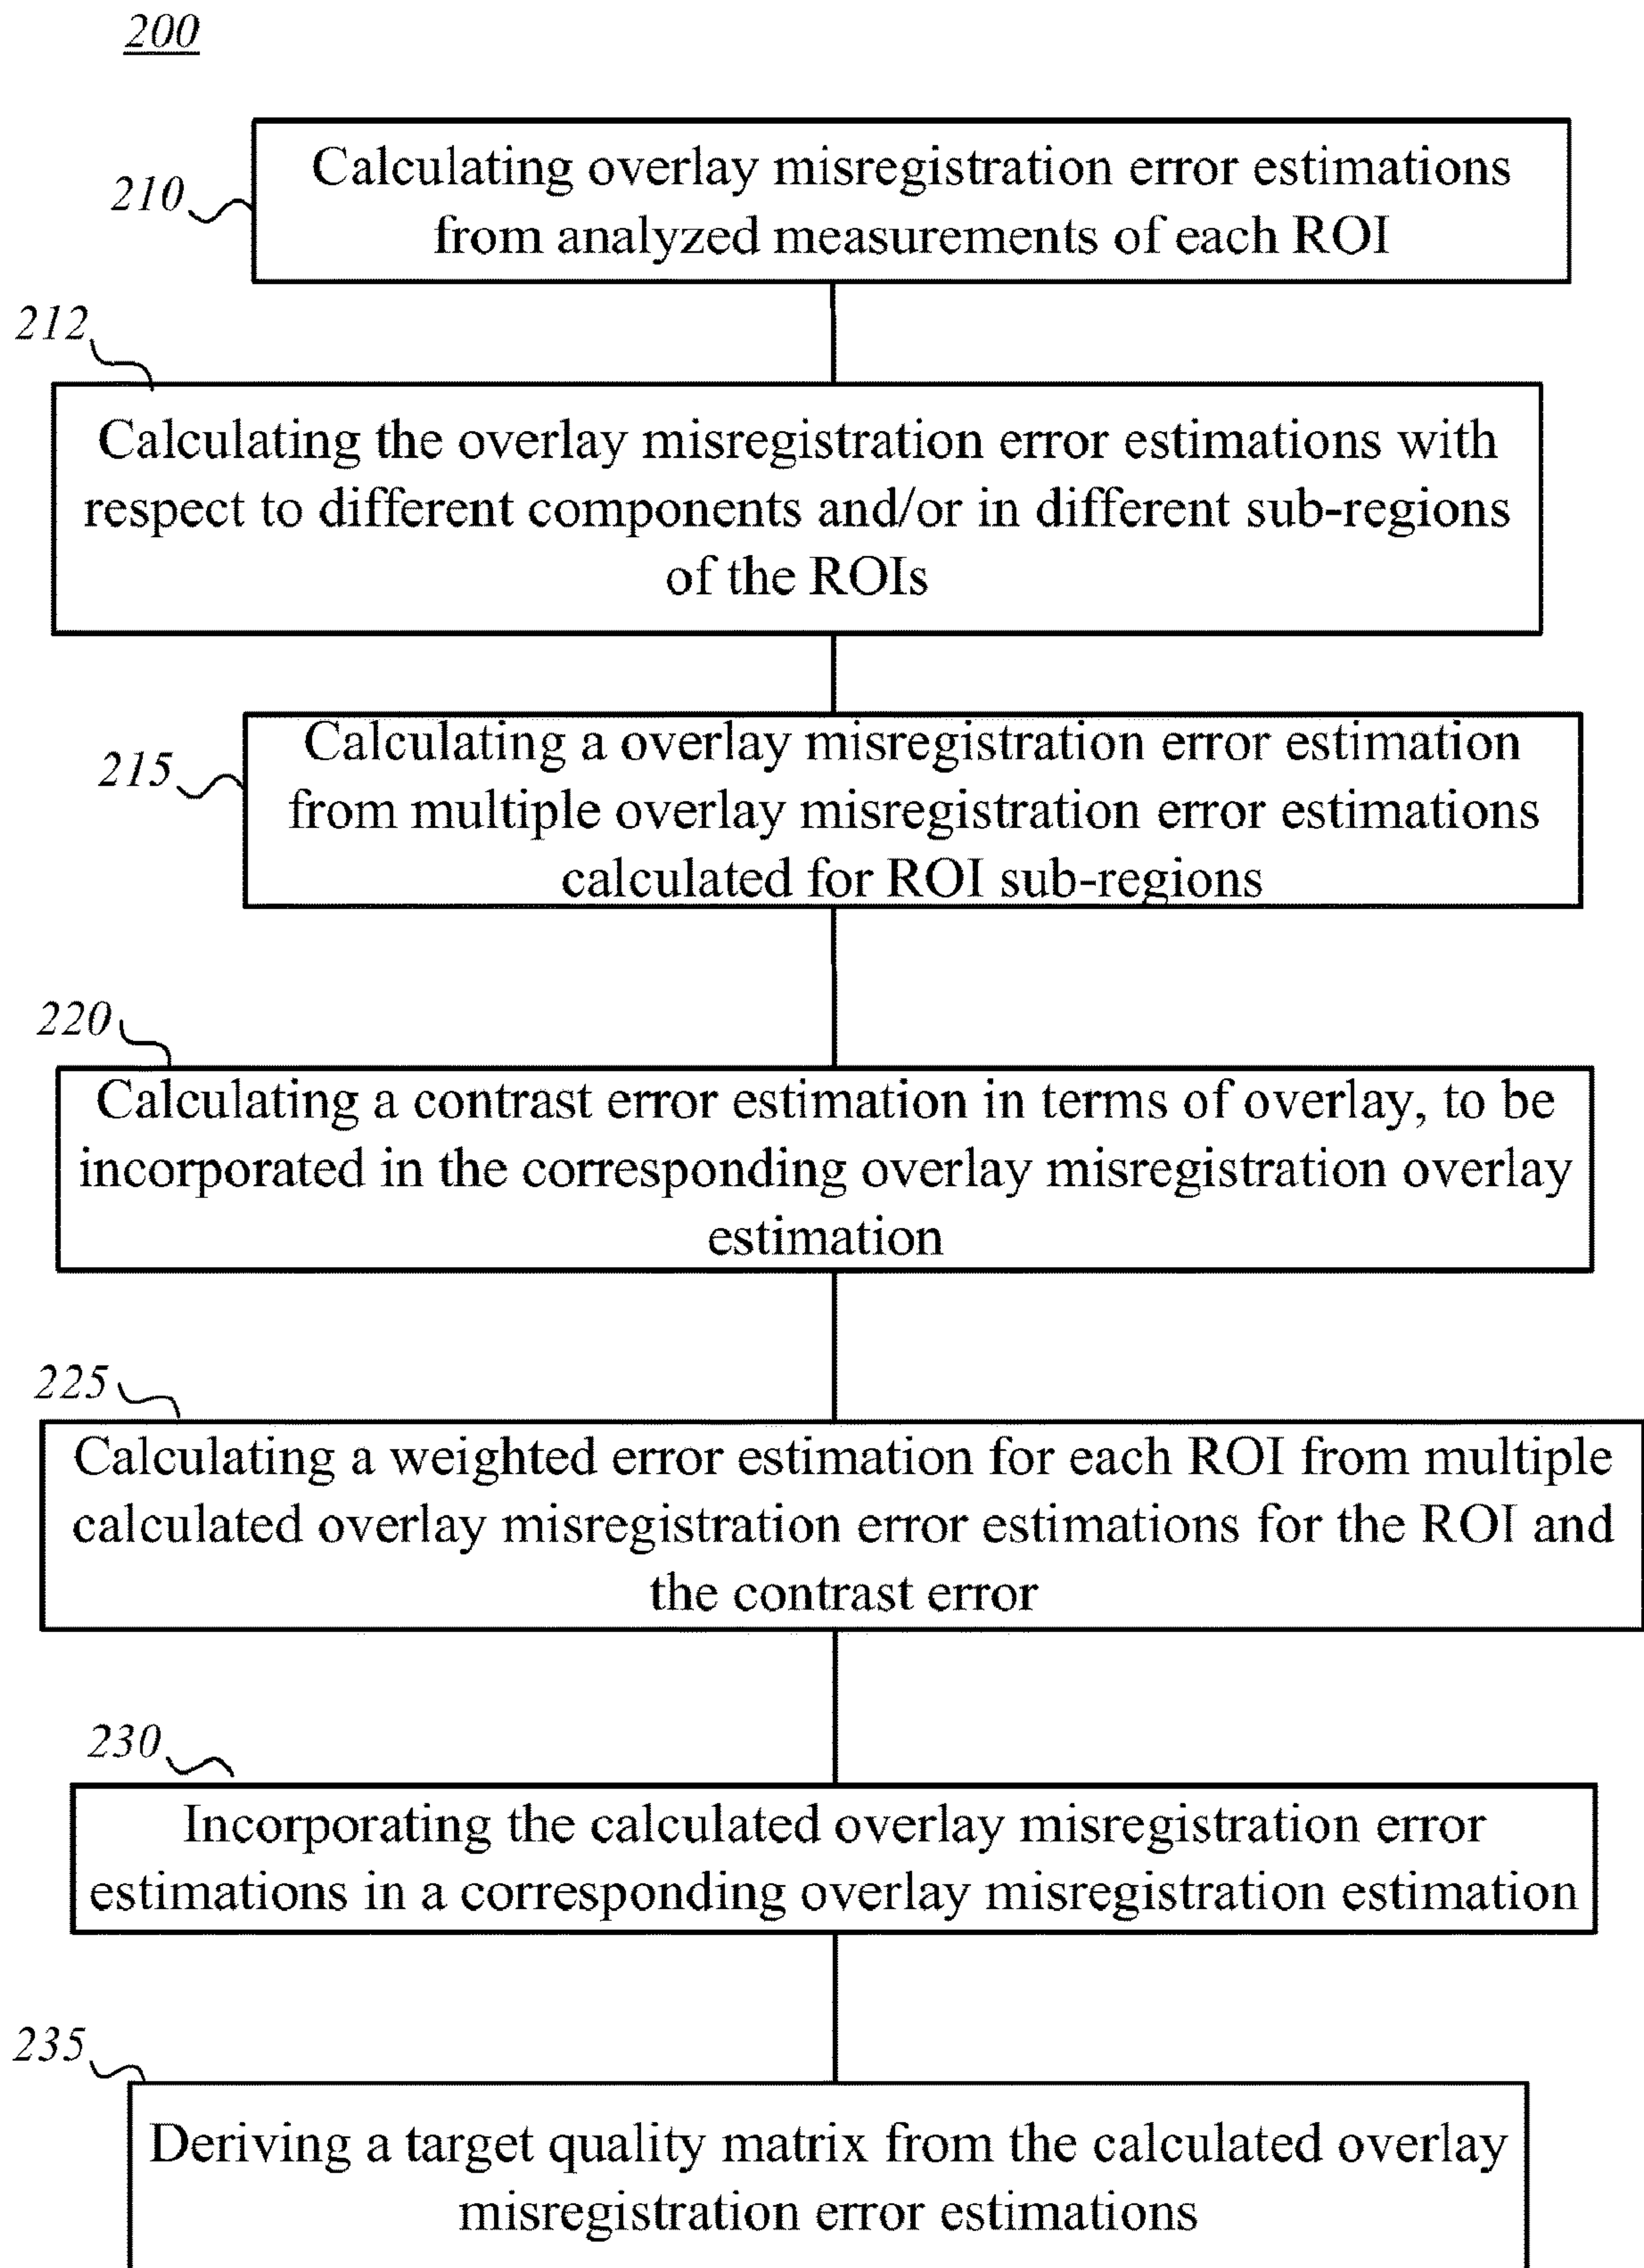 200
210
Calculating overlay misregistration error estimations
from analyzed measurements of each ROI
212
Calculating the overlay misregistration error estimations with
respect to different components and/or in different sub-regions
of the ROIs
215
Calculating a overlay misregistration error estimation
from multiple overlay misregistration error estimations
calculated for ROI sub-regions
220
Calculating a contrast error estimation in terms of overlay, to be
incorporated in the corresponding overlay misregistration overlay
estimation
225
Calculating a weighted error estimation for each ROI from multiple
calculated overlay misregistration error estimations for the ROI and
the contrast error
230
Incorporating the calculated overlay misregistration error
estimations in a corresponding overlay misregistration estimation
235
Deriving a target quality matrix from the calculated overlay
misregistration error estimations